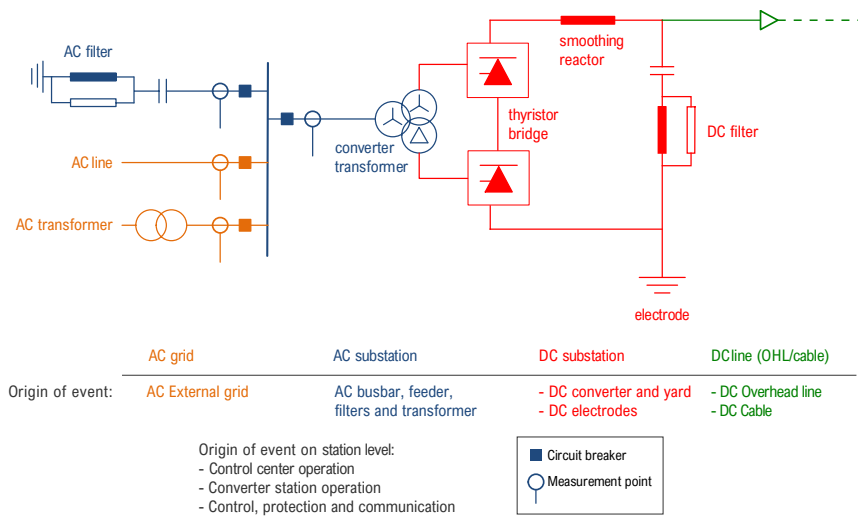 AC filter
smoothing
reactor
thyristor
bridge
DC filter
converter
transformer
AC line
AC transformer
electrode
AC grid
AC substation
DC substation
DC line (OHL/cable)
Origin of event:
AC External grid
AC busbar, feeder,
filters and transformer
- DC converter and yard
- DC electrodes
- DC Overhead line
- DC Cable
Origin of event on station level:
- Control center operation
- Converter station operation
- Control, protection and communication
Circuit breaker
Measurement point